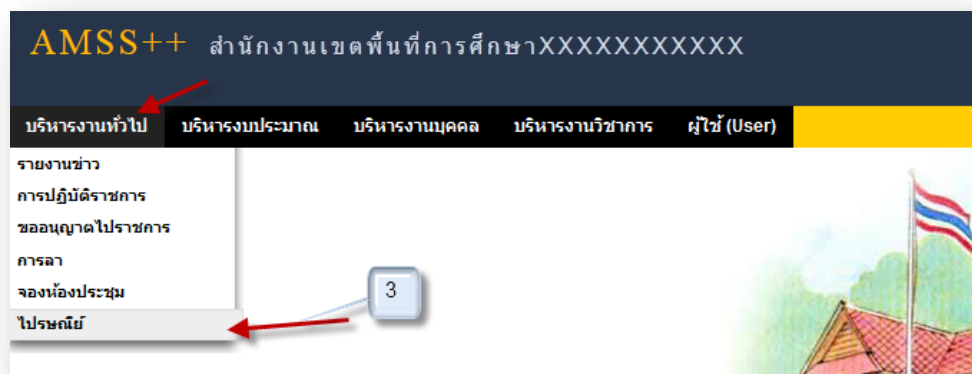 AMSS++ สำนักงานเขตพื้นที่การศึกษาXXXXXXXXXXX
บริหารงานทั่วไป บริหารงบประมาณ บริหารงานบุคคล บริหารงานวิชาการ ผู้ใช้ (User)
รายงานข่าว
การปฏิบัติราชการ
ขออนุญาตไปราชการ
การลา
จองห้องประชุม
3
ไปรษณีย์